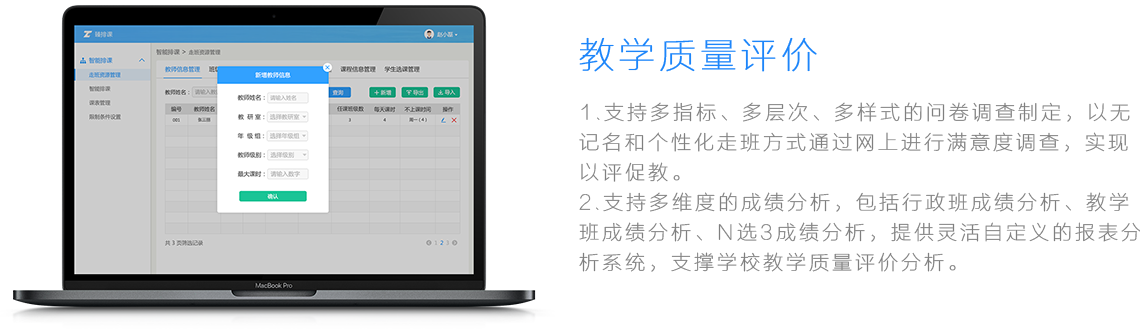 臻排课
赵小磊
智能排课
走班资源管理
智能排课
课表管理
限制条件设置
智能排课 > 走班资源管理
教师信息管理
课程信息管理
学生选课管理
教师姓名：
查询
+ 新增
导出
导入
编号
教师姓名
任课班级数
每天课时
不上课时间
操作
001
张三丰
1
4
周一 ( 4 )
共 3 页筛选记录
1 2 3
新增教师信息
教师姓名： 请输入姓名
教 研 室： 选择教研室
年 级 组： 选择年级组
教师级别： 选择级别
最大课时： 请输入数字
确认
MacBook Pro
教学质量评价
1.支持多指标、多层次、多样式的问卷调查制定，以无
记名和个性化走班方式通过网上进行满意度调查，实现
以评促教。
2.支持多维度的成绩分析，包括行政班成绩分析、教学
班成绩分析、N选3成绩分析，提供灵活自定义的报表分
析系统，支撑学校教学质量评价分析。